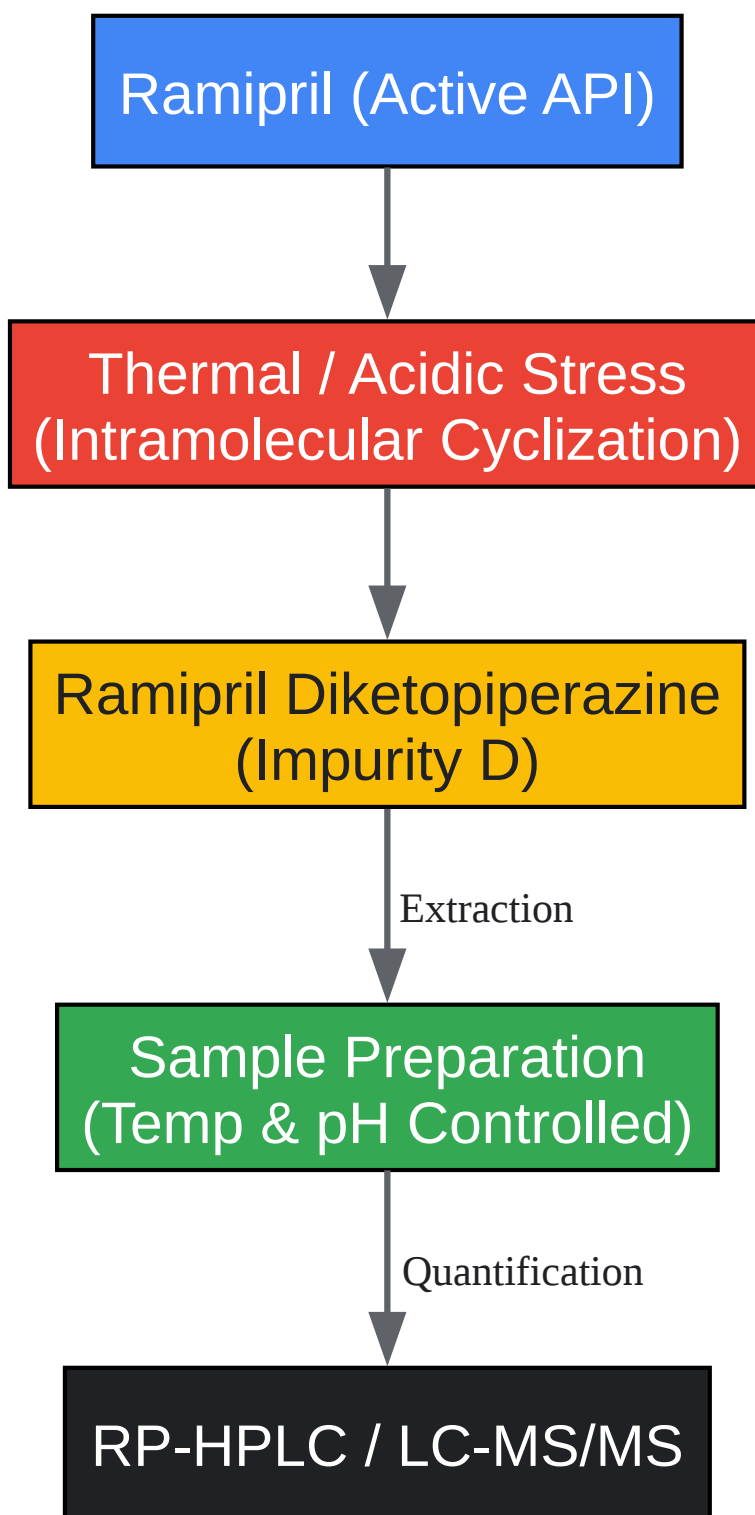 Ramipril (Active API)
Thermal / Acidic Stress
(Intramolecular Cyclization)
Ramipril Diketopiperazine
(Impurity D)
Extraction
Sample Preparation
(Temp & pH Controlled)
Quantification
RP-HPLC / LC-MS/MS